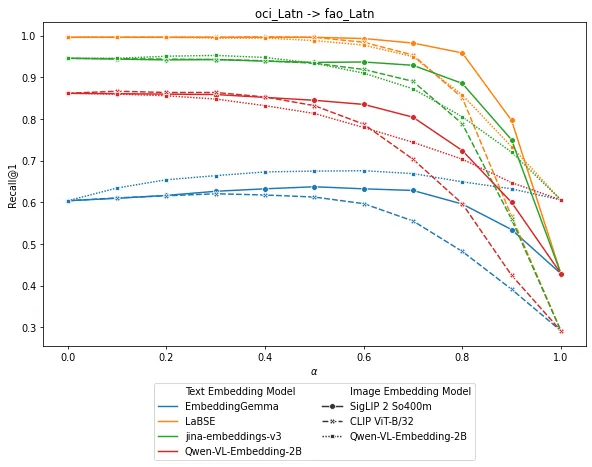 oci_Latn -> fao_Latn
Recall@1
1.0
0.9
0.8
0.7
0.6
0.5
0.4
0.3
0.0 0.2 0.4 0.6 0.8 1.0
α
Text Embedding Model Image Embedding Model
EmbeddingGemma SigLIP 2 So400m
LaBSE CLIP ViT-B/32
jina-embeddings-v3 Qwen-VL-Embedding-2B
Qwen-VL-Embedding-2B